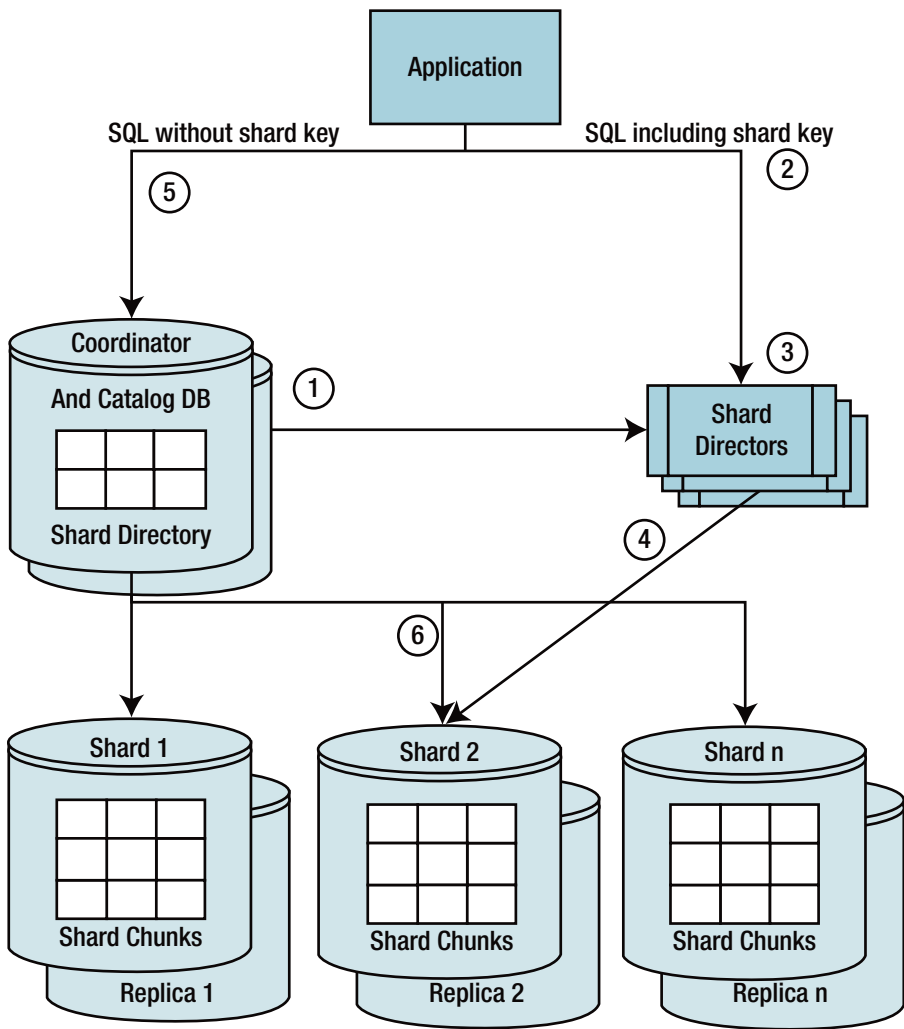 Application
SQL without shard key
SQL including shard key
2
5
Coordinator
3
And Catalog DB
1
Shard
Directors
Shard Directory
4
6
Shard 1
Shard 2
Shard n
Shard Chunks
Shard Chunks
Shard Chunks
Replica 1
Replica 2
Replica n